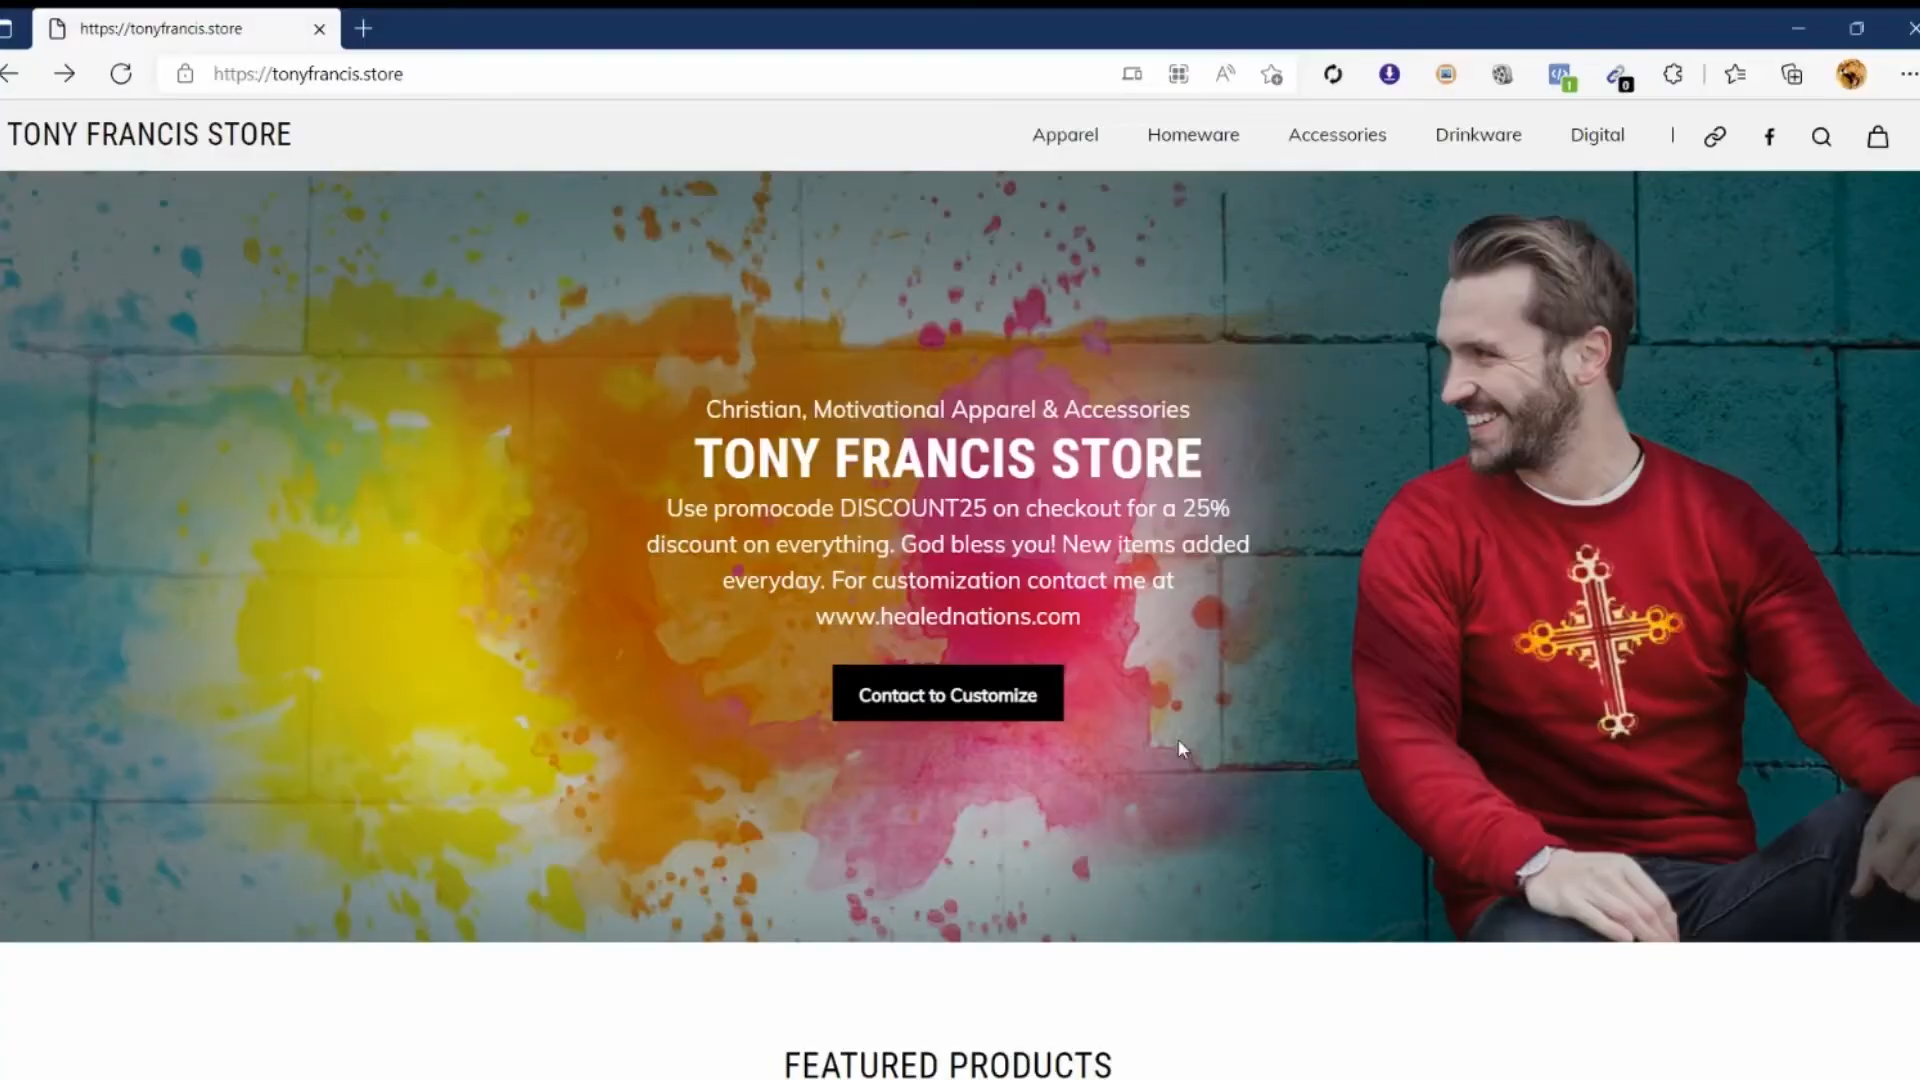 https://tonyfrancis.store
https://tonyfrancis.store
1
0
TONY FRANCIS STORE
Apparel
Homeware
Accessories
Drinkware
Digital
Christian, Motivational Apparel & Accessories
TONY FRANCIS STORE
Use promocode DISCOUNT25 on checkout for a 25%
discount on everything. God bless you! New items added
everyday. For customization contact me at
www.healednations.com
Contact to Customize
FEATURED PRODUCTS